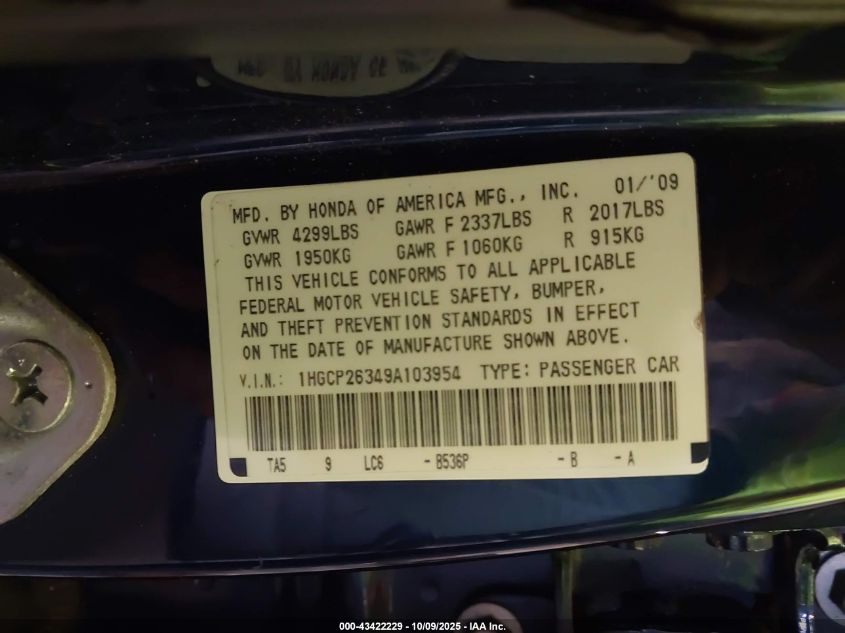 MFD. BY HONDA OF AMERICA MFG., INC. 01/'09
GVWR 4299LBS GAWR F 2337LBS R 2017LBS
GVWR 1950KG GAWR F 1060KG R 915KG
THIS VEHICLE CONFORMS TO ALL APPLICABLE
FEDERAL MOTOR VEHICLE SAFETY, BUMPER,
AND THEFT PREVENTION STANDARDS IN EFFECT
ON THE DATE OF MANUFACTURE SHOWN ABOVE.
V.I.N.: 1HGCP26349A103954 TYPE: PASSENGER CAR
TA5 9 LC6 -B536P -B -A
000-43422229 - 10/09/2025 - IAA Inc.